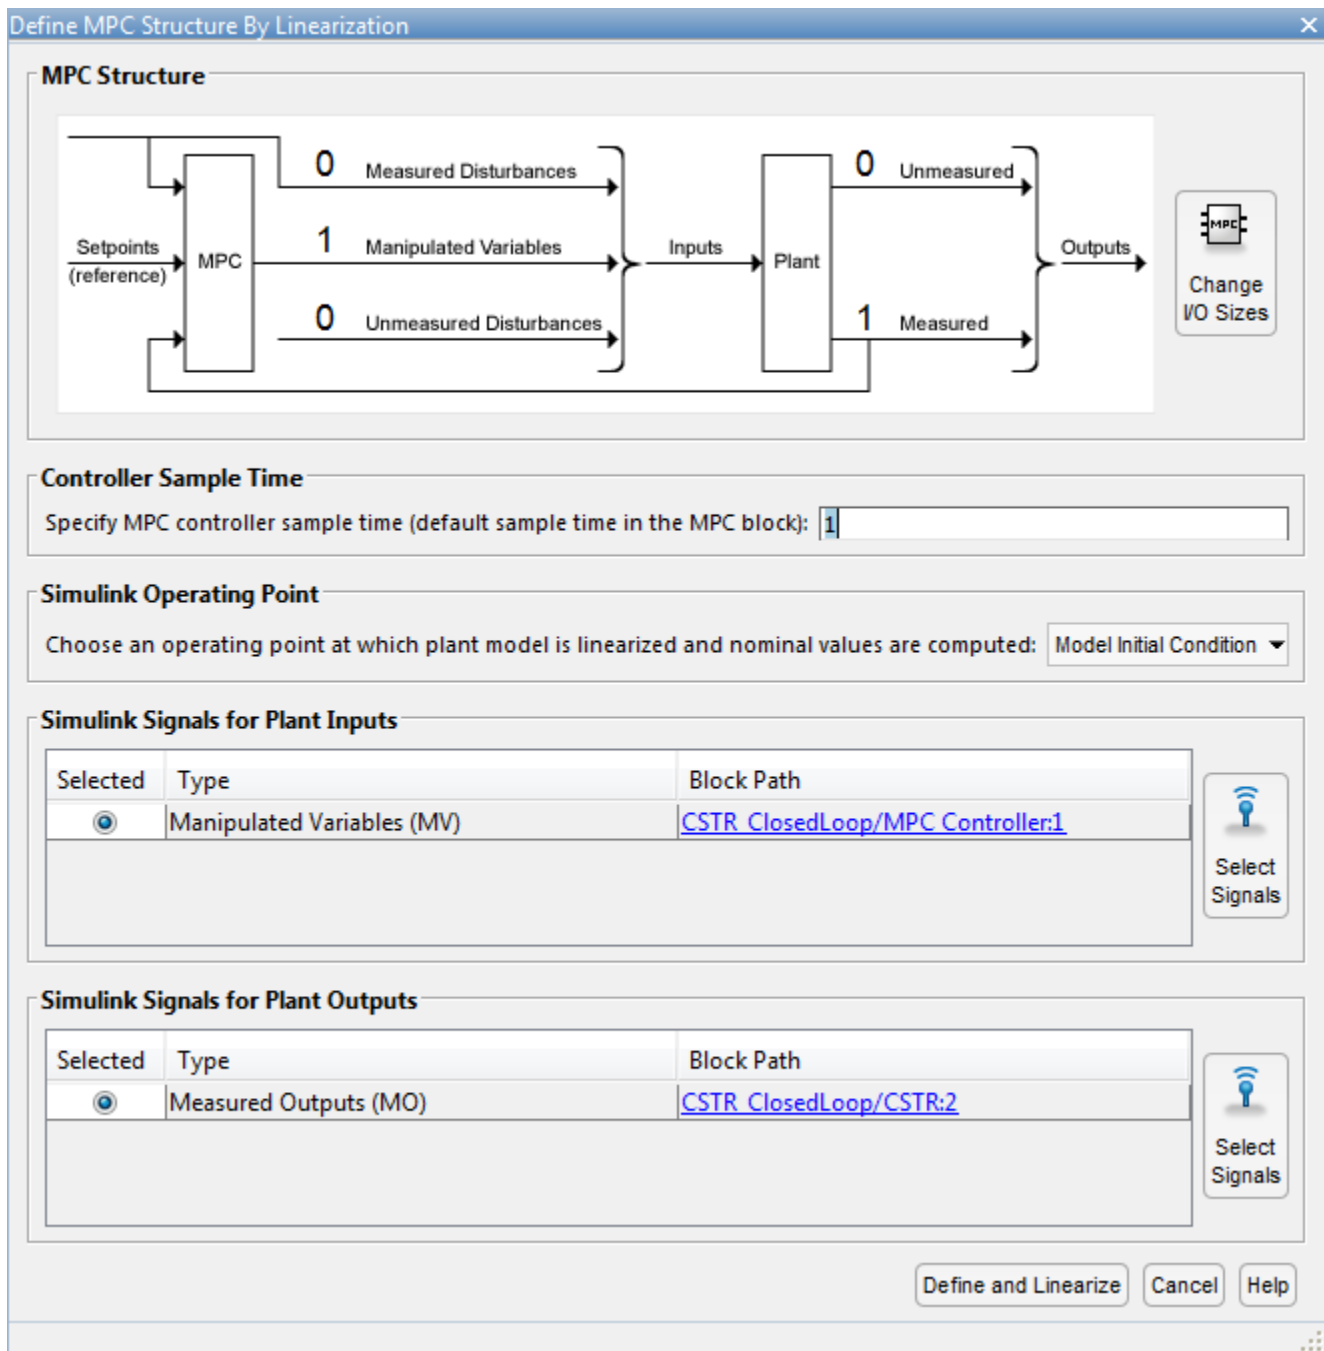 Define MPC Structure By Linearization
MPC Structure
0 Measured Disturbances
0 Unmeasured
Setpoints
(reference)
MPC
1 Manipulated Variables
Inputs
Plant
Outputs
0 Unmeasured Disturbances
1 Measured
MPC
Change
I/O Sizes
Controller Sample Time
Specify MPC controller sample time (default sample time in the MPC block): 1
Simulink Operating Point
Choose an operating point at which plant model is linearized and nominal values are computed: Model Initial Condition
Simulink Signals for Plant Inputs
Selected Type Block Path
Manipulated Variables (MV) CSTR_ClosedLoop/MPC Controller:1
Select
Signals
Simulink Signals for Plant Outputs
Selected Type Block Path
Measured Outputs (MO) CSTR_ClosedLoop/CSTR:2
Select
Signals
Define and Linearize Cancel Help